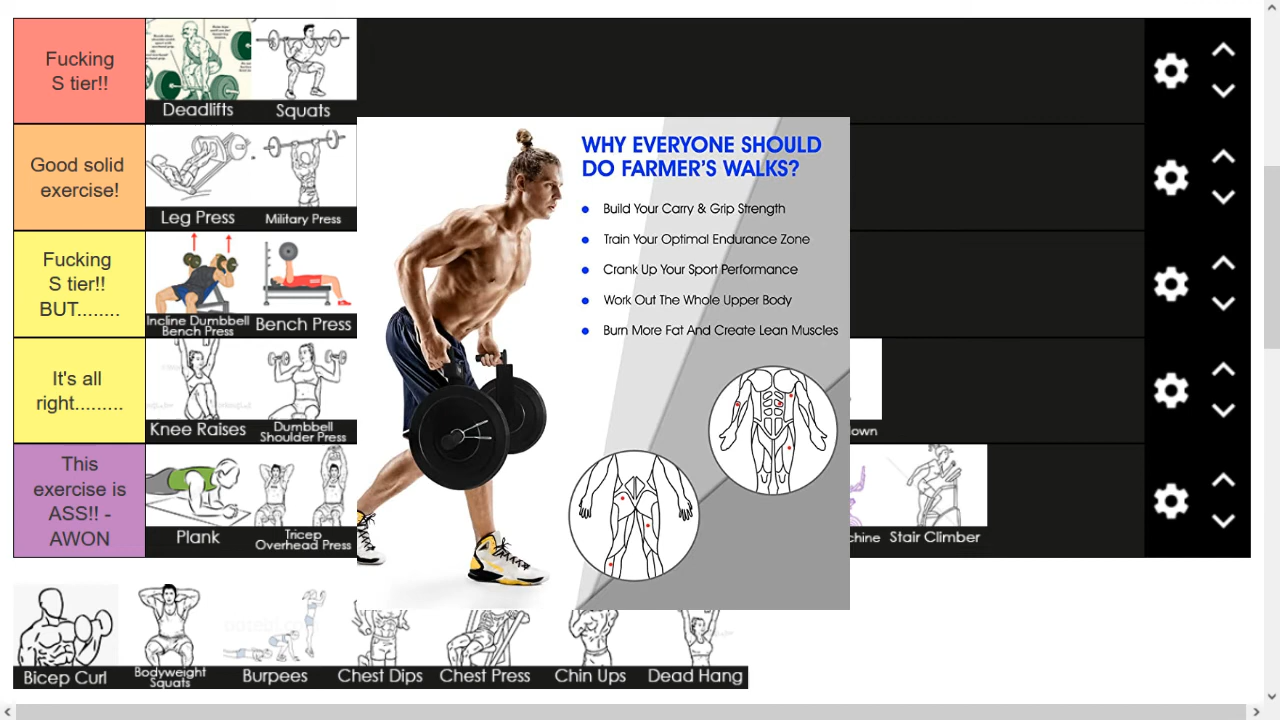 Fucking
S tier!!
Deadlifts
Squats
Good solid
exercise!
Leg Press
Military Press
Fucking
S tier!!
BUT........
Incline Dumbbell
Bench Press
Bench Press
It's all
right.........
Knee Raises
Dumbbell
Shoulder Press
own
This
exercise is
ASS!! -
AWON
Plank
Tricep
Overhead Press
chine
Stair Climber
WHY EVERYONE SHOULD
DO FARMER'S WALKS?
Build Your Carry & Grip Strength
Train Your Optimal Endurance Zone
Crank Up Your Sport Performance
Work Out The Whole Upper Body
Burn More Fat And Create Lean Muscles
Bicep Curl
Bodyweight
Squats
Burpees
Chest Dips
Chest Press
Chin Ups
Dead Hang